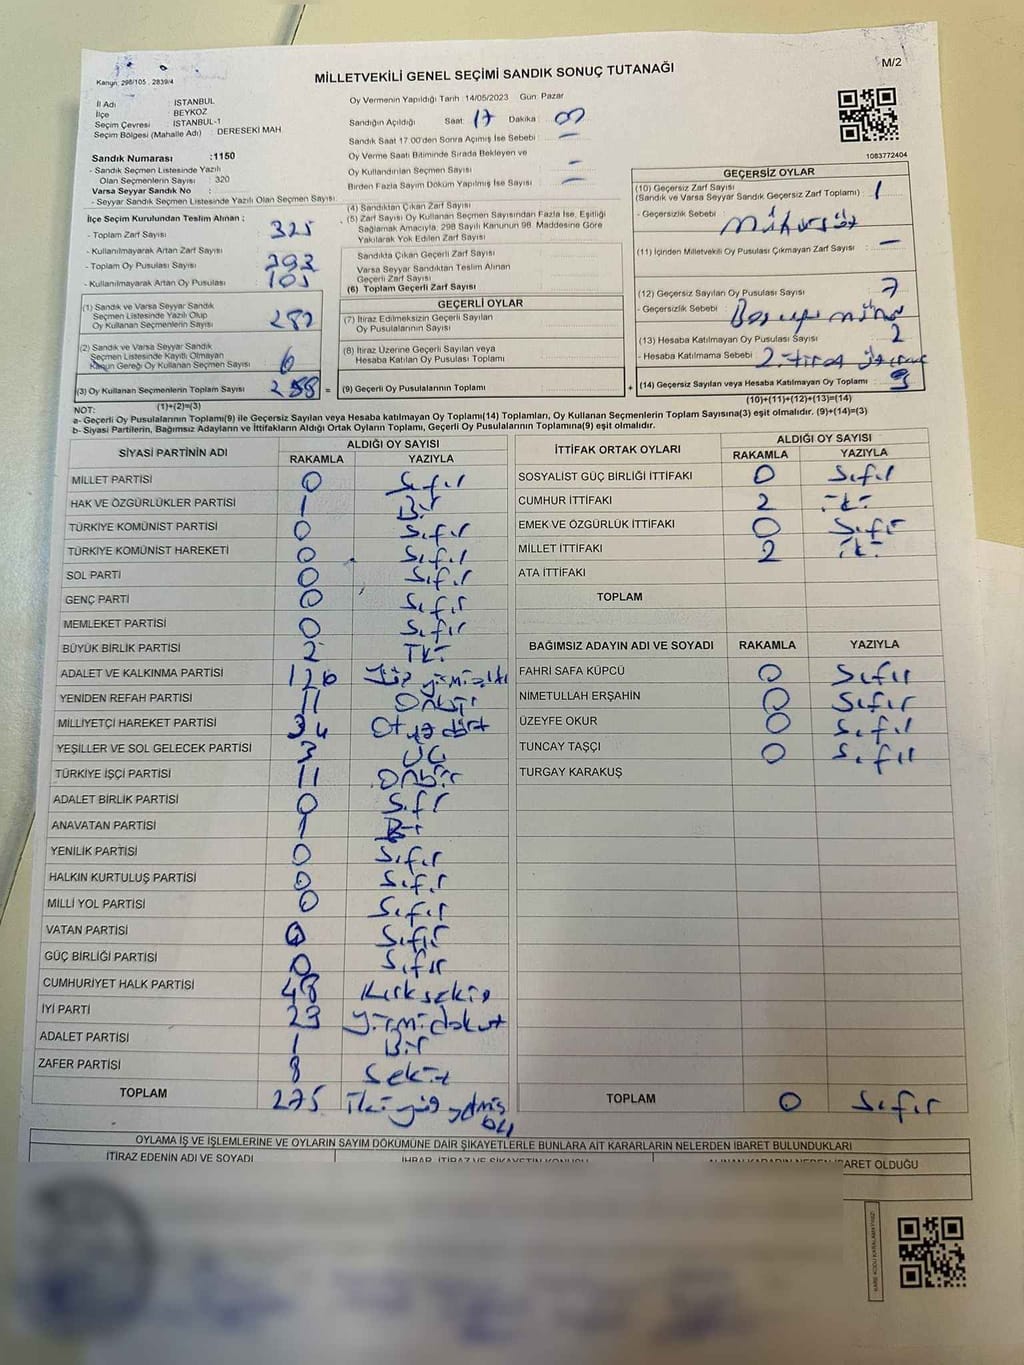 Kanun: 298/105 , 2839/4
MİLLETVEKİLİ GENEL SEÇİMİ SANDIK SONUÇ TUTANAĞI
M/2
İl Adı : İSTANBUL
İlçe : BEYKOZ
Seçim Çevresi : İSTANBUL-1
Seçim Bölgesi (Mahalle Adı) : DERESEKİ MAH
Sandık Numarası :1150
- Sandık Seçmen Listesinde Yazılı
Olan Seçmenlerin Sayısı : 320
Varsa Seyyar Sandık No :
- Seyyar Sandık Seçmen Listesinde Yazılı Olan Seçmen Sayısı:
Oy Vermenin Yapıldığı Tarih :14/05/2023 Gün: Pazar
Sandığın Açıldığı Saat: 17 Dakika :
Sandık Saat 17.00'den Sonra Açılmış İse Sebebi : —
Oy Verme Saati Bitiminde Sırada Bekleyen ve
Oy Kullandırılan Seçmen Sayısı : —
Birden Fazla Sayım Döküm Yapılmış İse Sayısı : —
1083772404
İlçe Seçim Kurulundan Teslim Alınan ;
- Toplam Zarf Sayısı : 325
- Kullanılmayarak Artan Zarf Sayısı :
- Toplam Oy Pusulası Sayısı : 393
- Kullanılmayarak Artan Oy Pusulası : 105
(1) Sandık ve Varsa Seyyar Sandık
Seçmen Listesinde Yazılı Olup
Oy Kullanan Seçmenlerin Sayısı : 282
(2) Sandık ve Varsa Seyyar Sandık
Seçmen Listesinde Kayıtlı Olmayan
Kanun Gereği Oy Kullanan Seçmen Sayısı : 6
(3) Oy Kullanan Seçmenlerin Toplam Sayısı : 288 =
(1)+(2)=(3)
(4) Sandıktan Çıkan Zarf Sayısı
(5) Zarf Sayısı Oy Kullanan Seçmen Sayısından Fazla İse, Eşitliği
Sağlamak Amacıyla; 298 Sayılı Kanunun 98. Maddesine Göre
Yakılarak Yok Edilen Zarf Sayısı
Sandıkta Çıkan Geçerli Zarf Sayısı
Varsa Seyyar Sandıktan Teslim Alınan
Geçerli Zarf Sayısı
(6) Toplam Geçerli Zarf Sayısı
GEÇERLİ OYLAR
(7) İtiraz Edilmeksizin Geçerli Sayılan
Oy Pusulalarının Sayısı
(8) İtiraz Üzerine Geçerli Sayılan veya
Hesaba Katılan Oy Pusulası Toplamı
(9) Geçerli Oy Pusulalarının Toplamı +
GEÇERSİZ OYLAR
(10) Geçersiz Zarf Sayısı
(Sandık ve Varsa Seyyar Sandık Geçersiz Zarf Toplamı) : 1
- Geçersizlik Sebebi : Mühürsüz
(11) İçinden Milletvekili Oy Pusulası Çıkmayan Zarf Sayısı : —
(12) Geçersiz Sayılan Oy Pusulası Sayısı : 7
- Geçersizlik Sebebi :
(13) Hesaba Katılmayan Oy Pusulası Sayısı : 2
- Hesaba Katılmama Sebebi :
(14) Geçersiz Sayılan veya Hesaba Katılmayan Oy Toplamı : 9
(10)+(11)+(12)+(13)=(14)
NOT:
a- Geçerli Oy Pusulalarının Toplamı(9) ile Geçersiz Sayılan veya Hesaba katılmayan Oy Toplamı(14) Toplamları, Oy Kullanan Seçmenlerin Toplam Sayısına(3) eşit olmalıdır. (9)+(14)=(3)
b- Siyasi Partilerin, Bağımsız Adayların ve İttifakların Aldığı Ortak Oyların Toplamı, Geçerli Oy Pusulalarının Toplamına(9) eşit olmalıdır.
SİYASİ PARTİNİN ADI ALDIĞI OY SAYISI
RAKAMLA YAZIYLA
MİLLET PARTİSİ 0 Sıfır
HAK VE ÖZGÜRLÜKLER PARTİSİ 1 Bir
TÜRKİYE KOMÜNİST PARTİSİ 0 Sıfır
TÜRKİYE KOMÜNİST HAREKETİ 0 Sıfır
SOL PARTİ 0 Sıfır
GENÇ PARTİ 0 Sıfır
MEMLEKET PARTİSİ 0 Sıfır
BÜYÜK BİRLİK PARTİSİ 2 İki
ADALET VE KALKINMA PARTİSİ 126 Yüz yirmialtı
YENİDEN REFAH PARTİSİ 11 Onbir
MİLLİYETÇİ HAREKET PARTİSİ 34 Otuz dört
YEŞİLLER VE SOL GELECEK PARTİSİ 3 Üç
TÜRKİYE İŞÇİ PARTİSİ 11 Onbir
ADALET BİRLİK PARTİSİ 0 Sıfır
ANAVATAN PARTİSİ 1 Bir
YENİLİK PARTİSİ 0 Sıfır
HALKIN KURTULUŞ PARTİSİ 0 Sıfır
MİLLİ YOL PARTİSİ 0 Sıfır
VATAN PARTİSİ 0 Sıfır
GÜÇ BİRLİĞİ PARTİSİ 0 Sıfır
CUMHURİYET HALK PARTİSİ 48 Kırksekiz
İYİ PARTİ 29 Yirmidokuz
ADALET PARTİSİ 1 Bir
ZAFER PARTİSİ 8 Sekiz
TOPLAM 275 İkiyüz yetmiş beş
İTTİFAK ORTAK OYLARI ALDIĞI OY SAYISI
RAKAMLA YAZIYLA
SOSYALİST GÜÇ BİRLİĞİ İTTİFAKI 0 Sıfır
CUMHUR İTTİFAKI 2 İki
EMEK VE ÖZGÜRLÜK İTTİFAKI 0 Sıfır
MİLLET İTTİFAKI 2 İki
ATA İTTİFAKI
TOPLAM
BAĞIMSIZ ADAYIN ADI VE SOYADI RAKAMLA YAZIYLA
FAHRİ SAFA KÜPCÜ 0 Sıfır
NİMETULLAH ERŞAHİN 0 Sıfır
ÜZEYFE OKUR 0 Sıfır
TUNCAY TAŞÇI 0 Sıfır
TURGAY KARAKUŞ
TOPLAM 0 Sıfır
OYLAMA İŞ VE İŞLEMLERİNE VE OYLARIN SAYIM DÖKÜMÜNE DAİR ŞİKAYETLERLE BUNLARA AİT KARARLARIN NELERDEN İBARET BULUNDUKLARI
İTİRAZ EDENİN ADI VE SOYADI İHBAR, İTİRAZ VE ŞİKAYETİN KONUSU ALINAN KARARIN NEDEN İBARET OLDUĞU